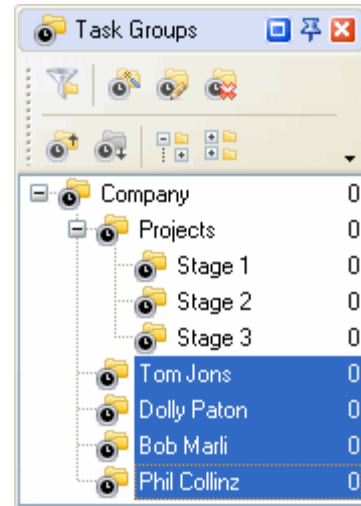 Task Groups
Company 0
Projects 0
Stage 1 0
Stage 2 0
Stage 3 0
Tom Jons 0
Dolly Paton 0
Bob Marli 0
Phil Collinz 0